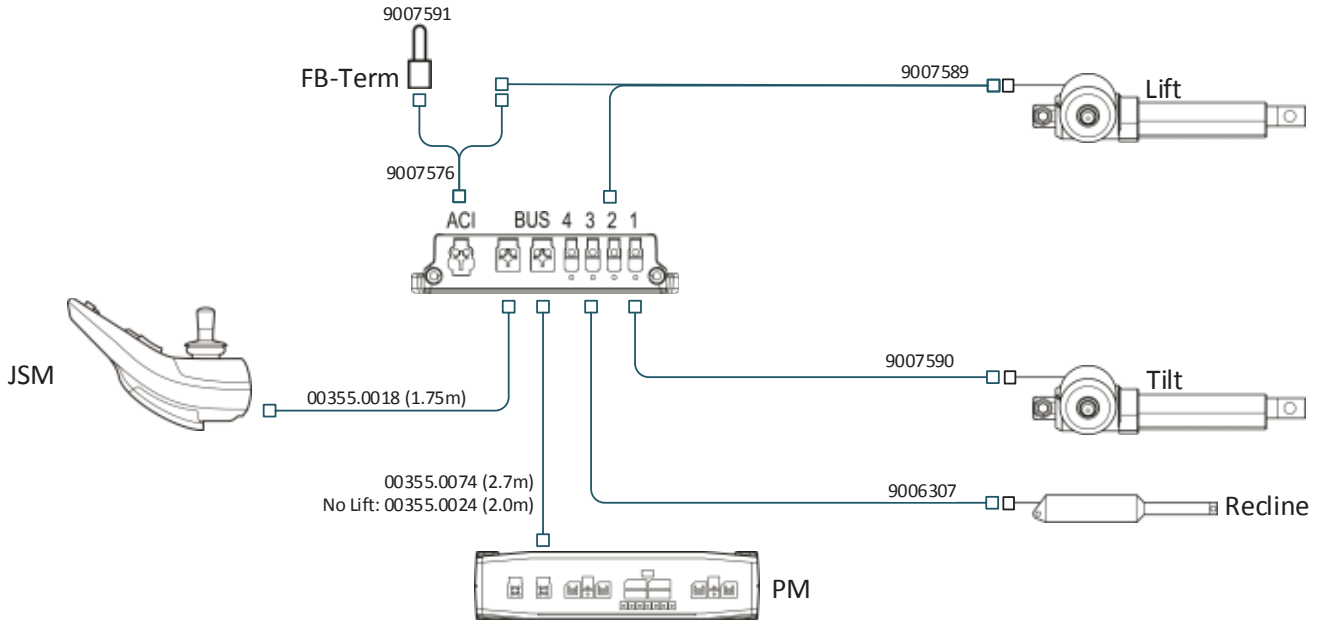 9007591
FB-Term
9007589
Lift
9007576
ACI BUS 4 3 2 1
JSM
00355.0018 (1.75m)
9007590
Tilt
00355.0074 (2.7m)
No Lift: 00355.0024 (2.0m)
9006307
Recline
PM